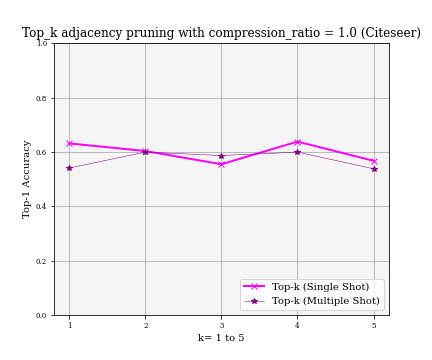 Top_k adjacency pruning with compression_ratio = 1.0 (Citeseer)
1.0
0.8
0.6
0.4
0.2
0.0
Top-1 Accuracy
Top-k (Single Shot)
Top-k (Multiple Shot)
1 2 3 4 5
k= 1 to 5